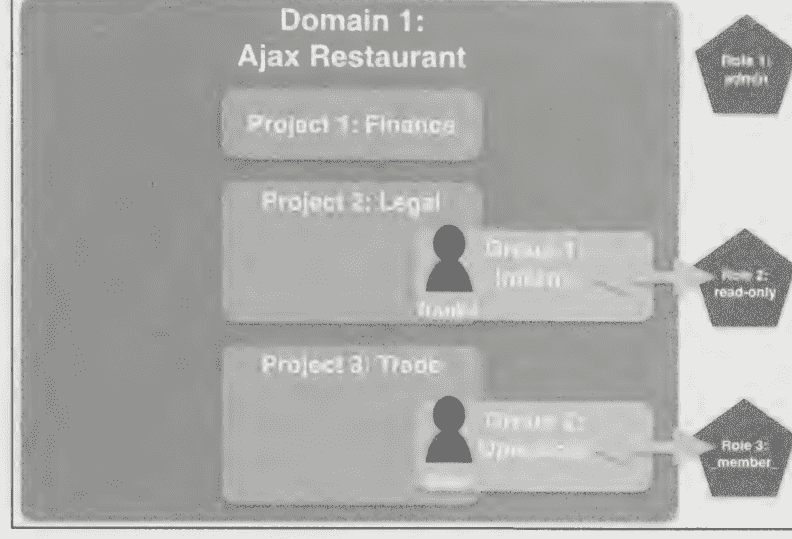 Domain 1:
Ajax Restaurant
Role 1:
admin
Project 1: Finance
Project 2: Legal
Group 1:
Role 2:
read-only
Project 3: Trade
Group 2:
Role 3:
_member_